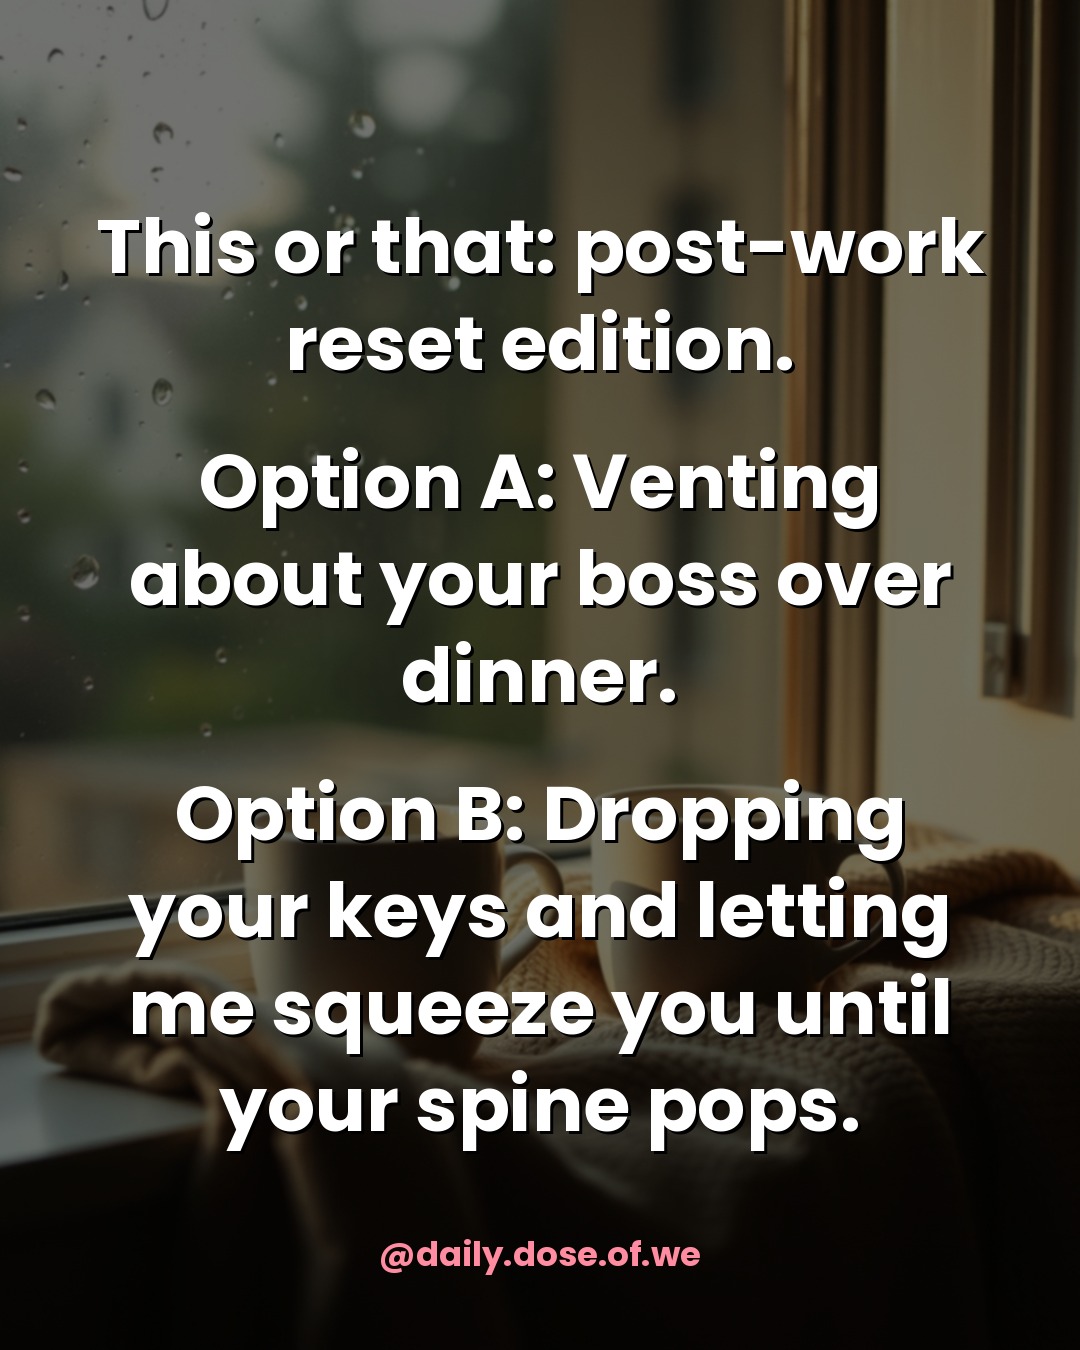 This or that: post-work
reset edition.
Option A: Venting
about your boss over
dinner.
Option B: Dropping
your keys and letting
me squeeze you until
your spine pops.
@daily.dose.of.we